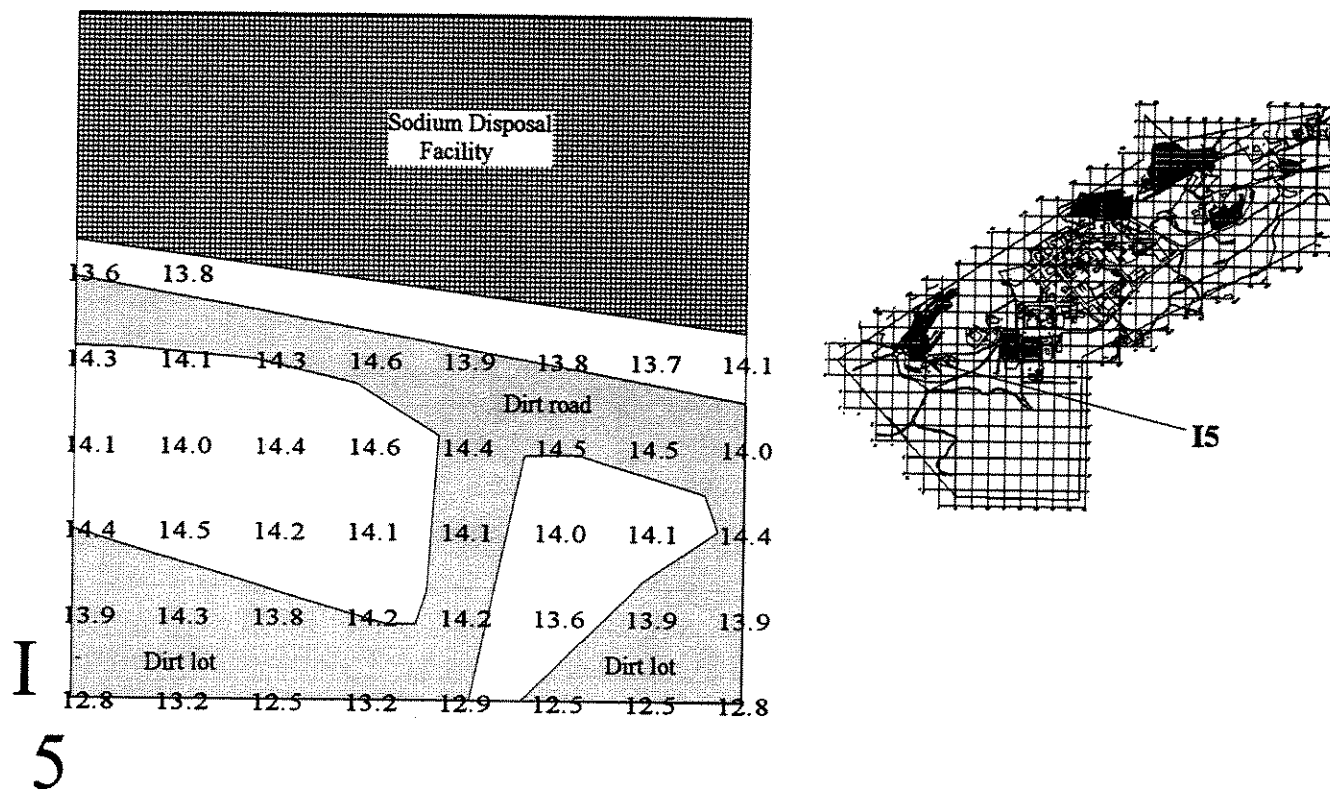 Sodium Disposal
Facility
13.6 13.8
14.3 14.1 14.3 14.6 13.9 13.8 13.7 14.1
Dirt road
14.1 14.0 14.4 14.6 14.4 14.5 14.5 14.0
I5
14.4 14.5 14.2 14.1 14.1 14.0 14.1 14.4
13.9 14.3 13.8 14.2 14.2 13.6 13.9 13.9
Dirt lot Dirt lot
I
12.8 13.2 12.5 13.2 12.9 12.5 12.5 12.8
5